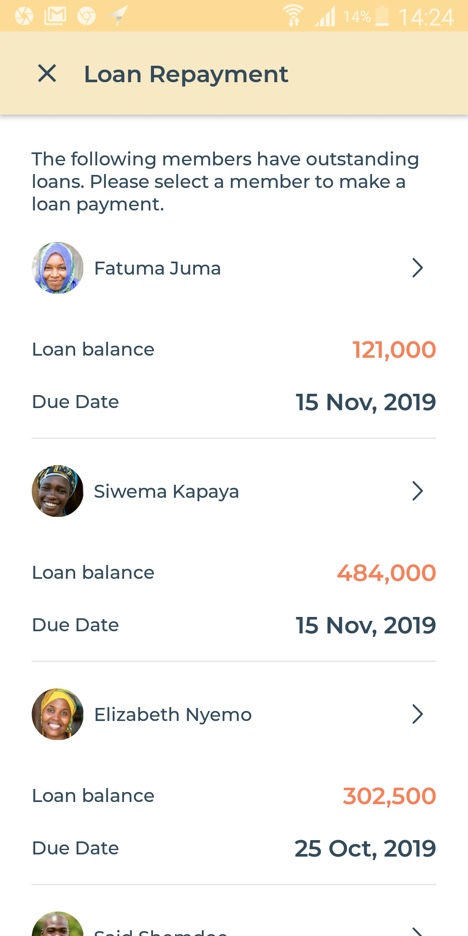 14% 14:24
Loan Repayment
The following members have outstanding
loans. Please select a member to make a
loan payment.
Fatuma Juma
Loan balance 121,000
Due Date 15 Nov, 2019
Siwema Kapaya
Loan balance 484,000
Due Date 15 Nov, 2019
Elizabeth Nyemo
Loan balance 302,500
Due Date 25 Oct, 2019